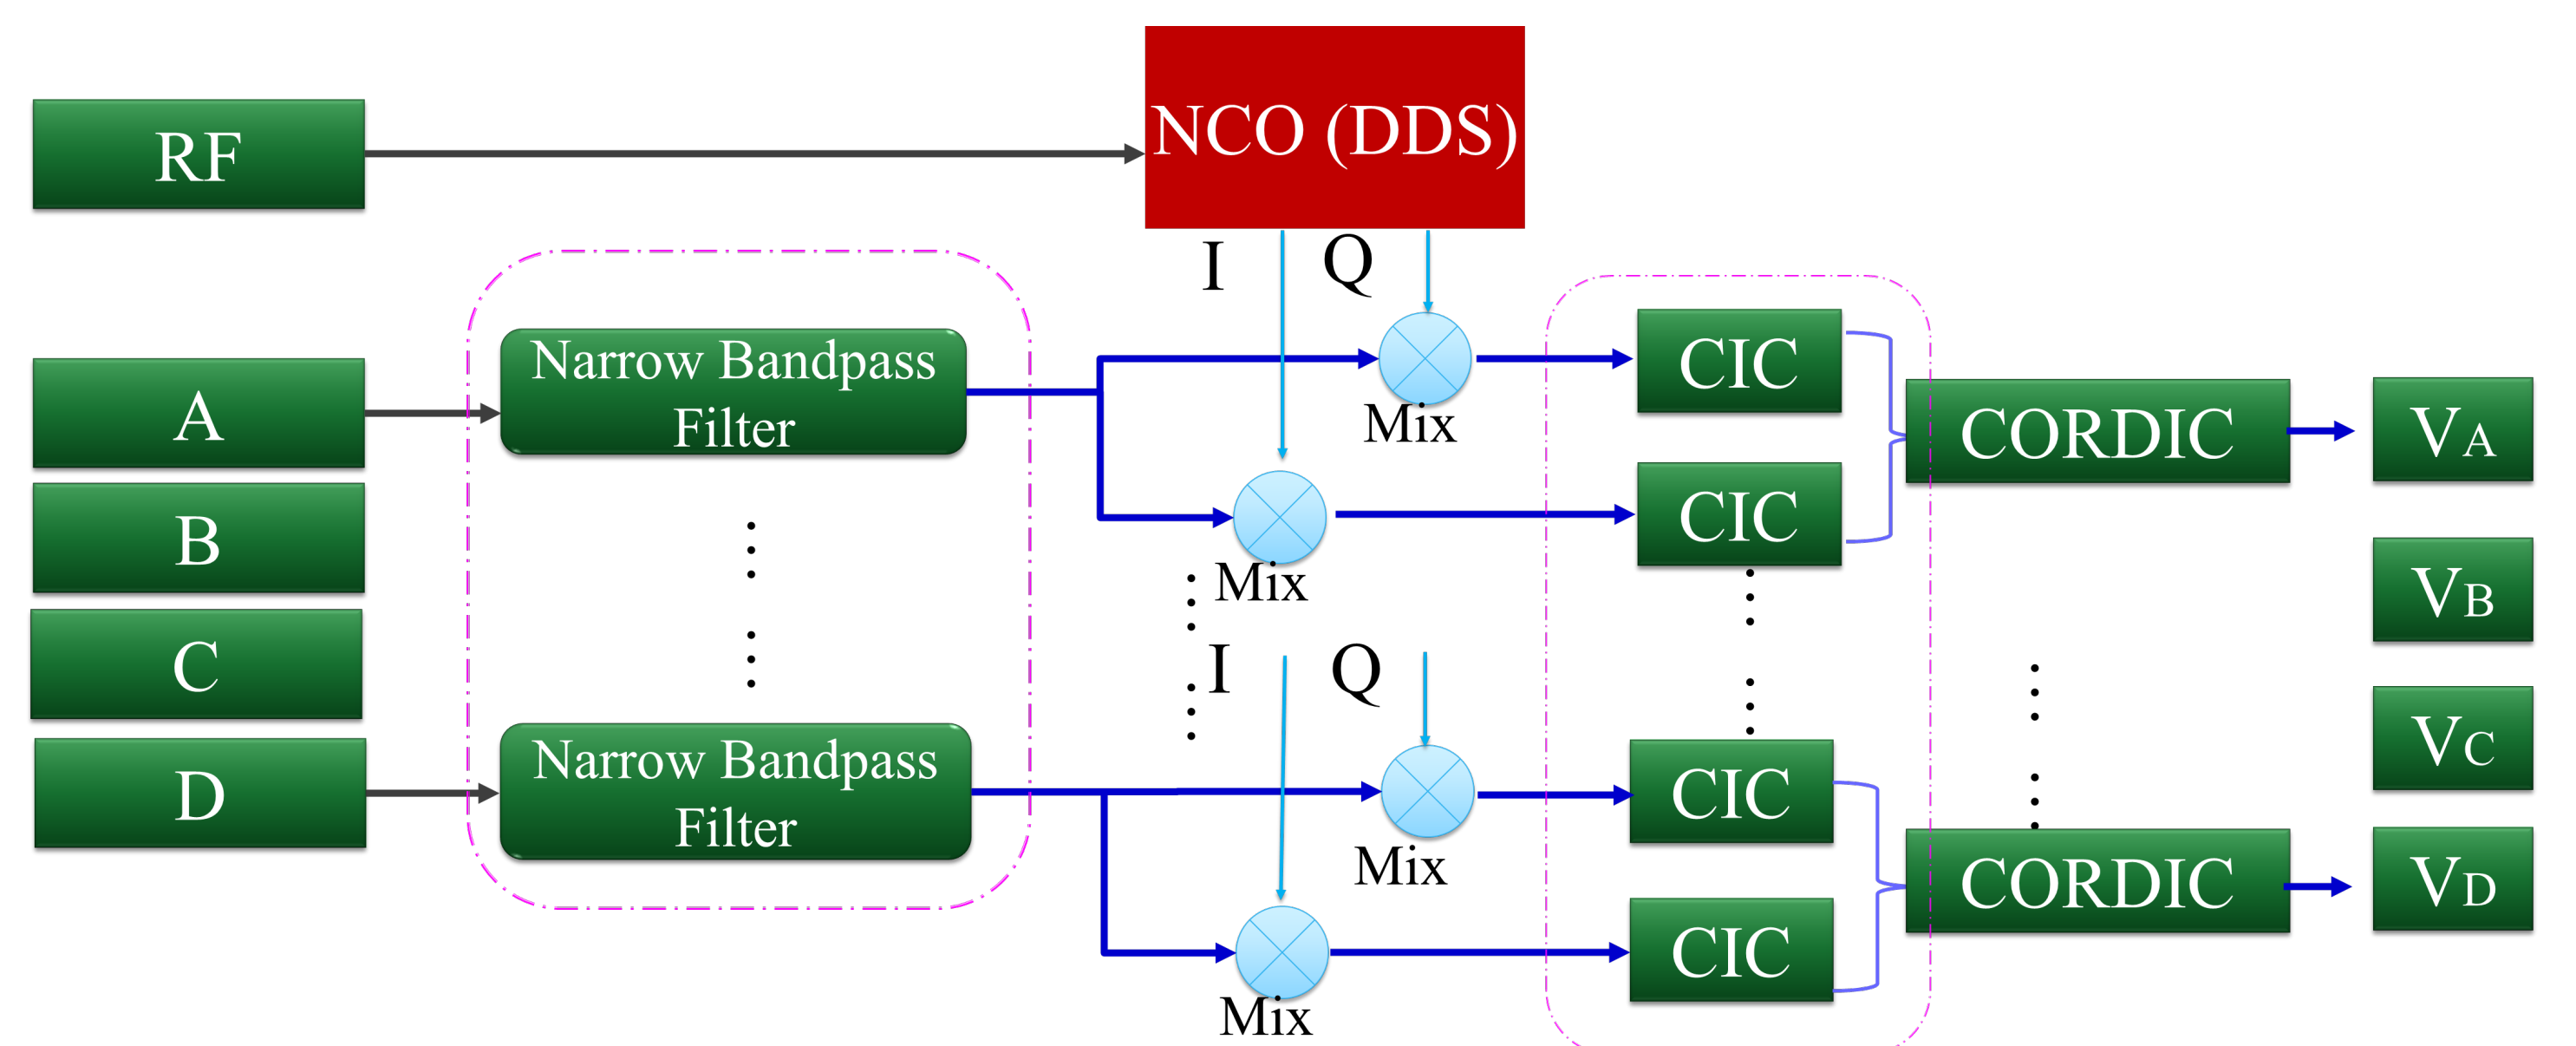 RF
NCO (DDS)
I
Q
A
Narrow Bandpass
Filter
Mix
CIC
CORDIC
VA
B
Mix
CIC
VB
C
I
Q
VC
D
Narrow Bandpass
Filter
Mix
CIC
CORDIC
VD
Mix
CIC